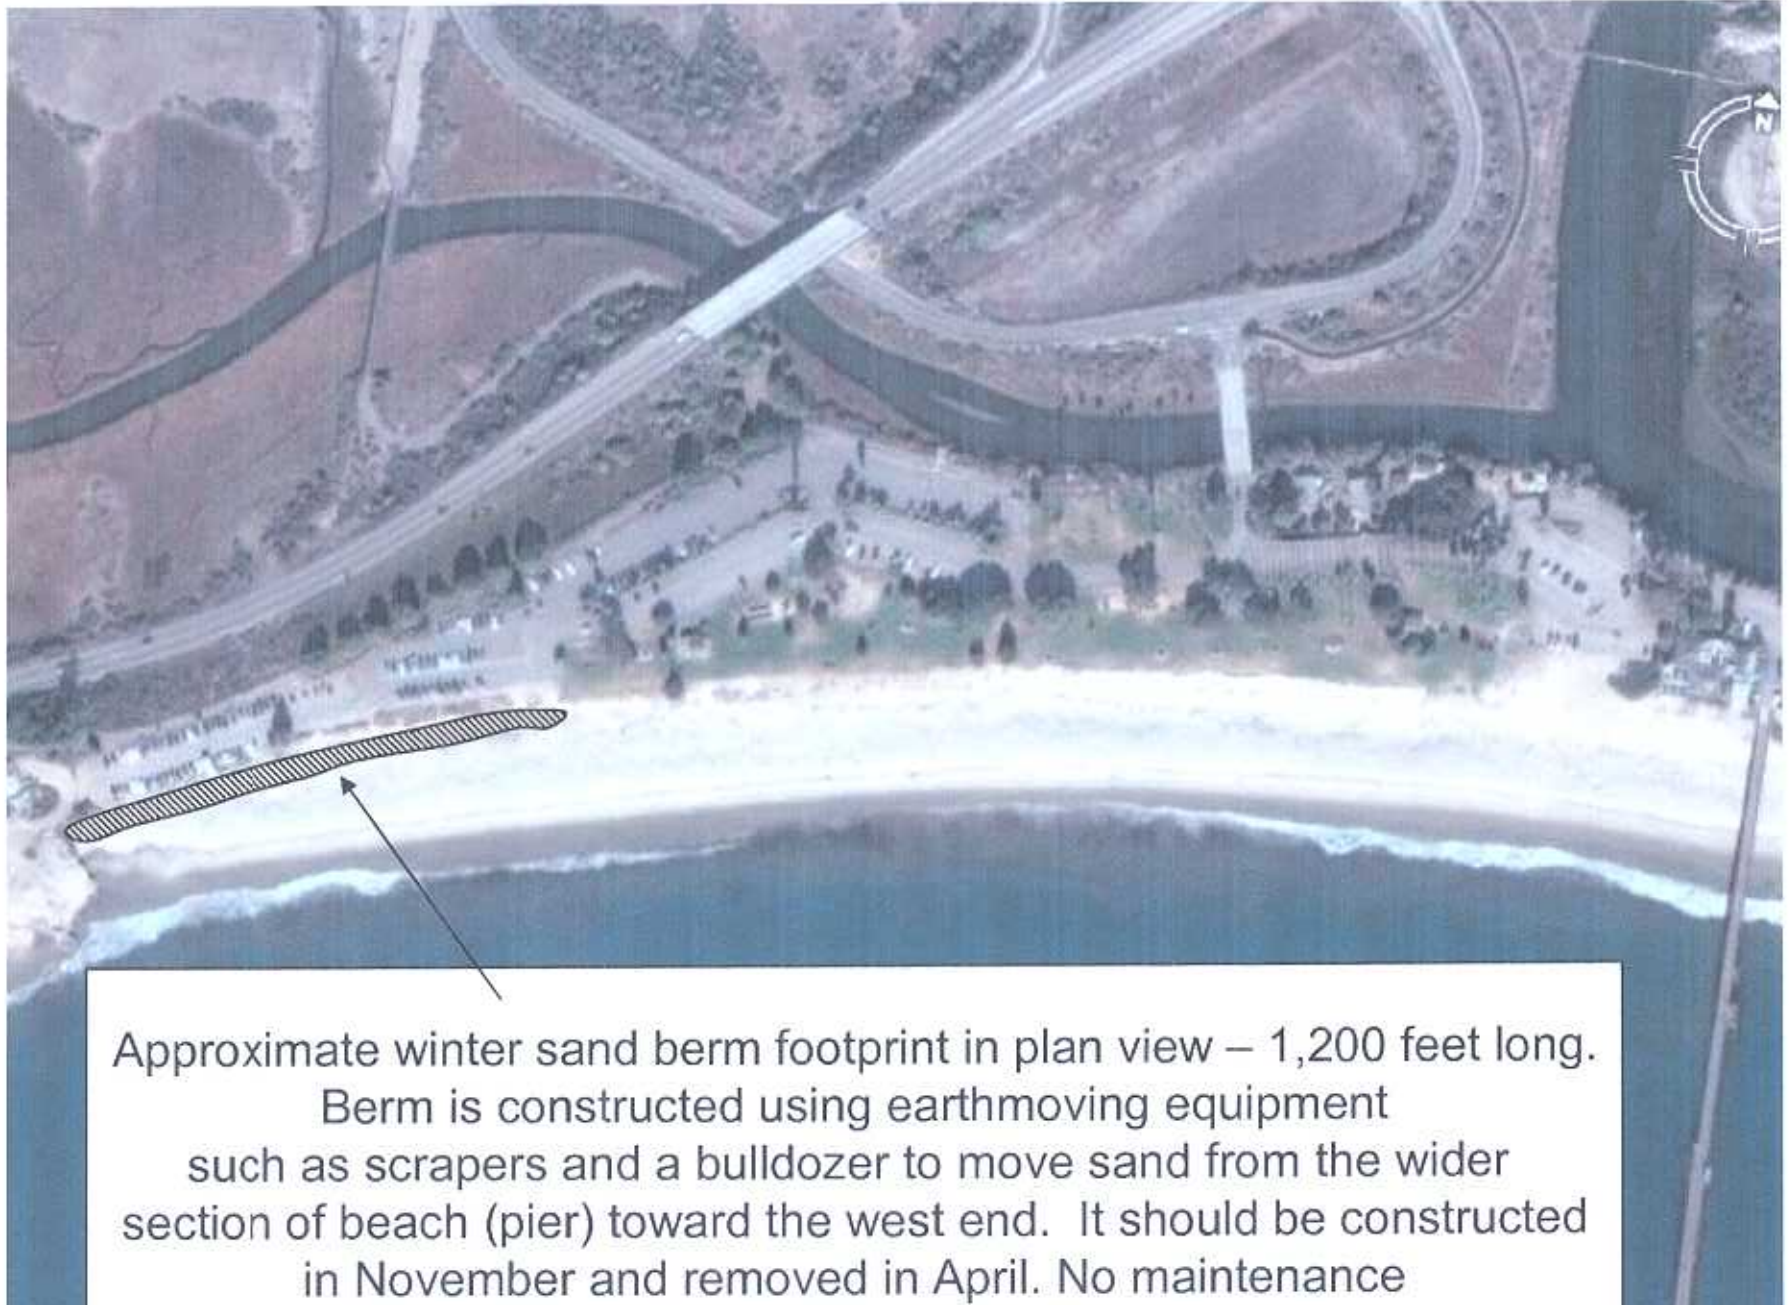 N
Approximate winter sand berm footprint in plan view – 1,200 feet long.
Berm is constructed using earthmoving equipment
such as scrapers and a bulldozer to move sand from the wider
section of beach (pier) toward the west end. It should be constructed
in November and removed in April. No maintenance